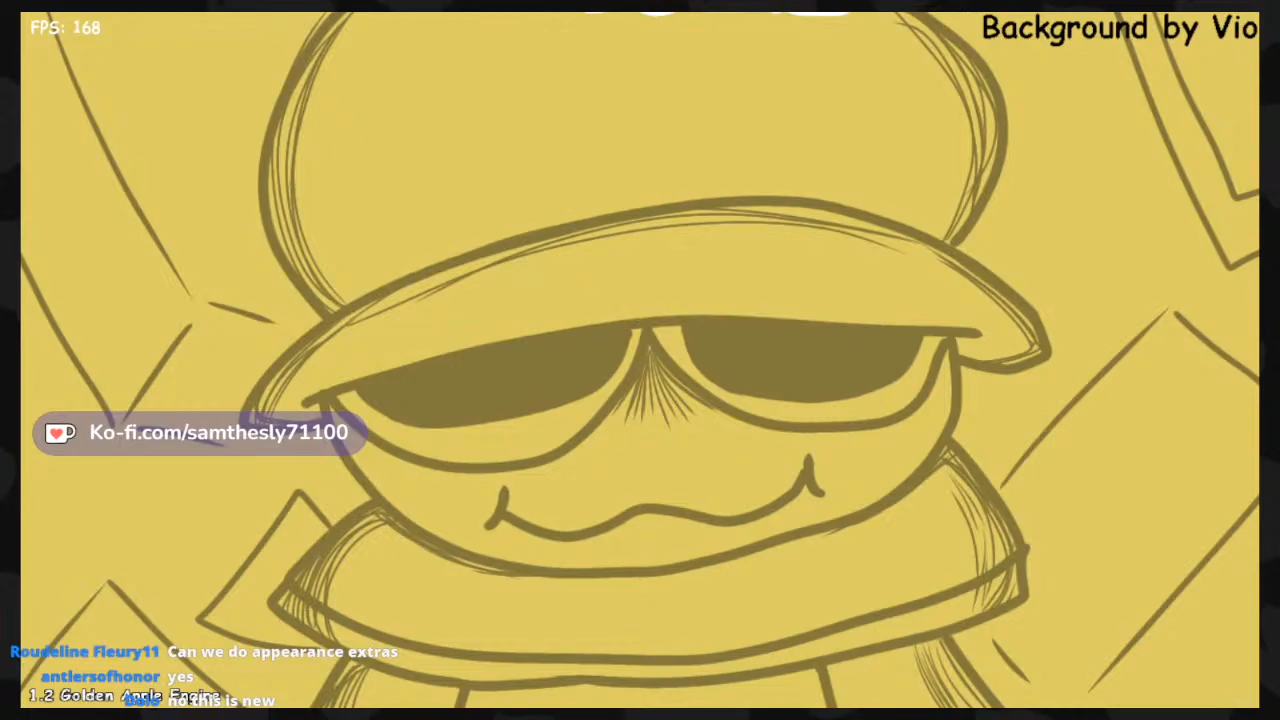 FPS: 168
Background by Vio
Ko-fi.com/samthesly71100
Roudeline Fleury11 Can we do appearance extras
antlersofhonor yes
1.2 Golden Apple Engine
no this is new